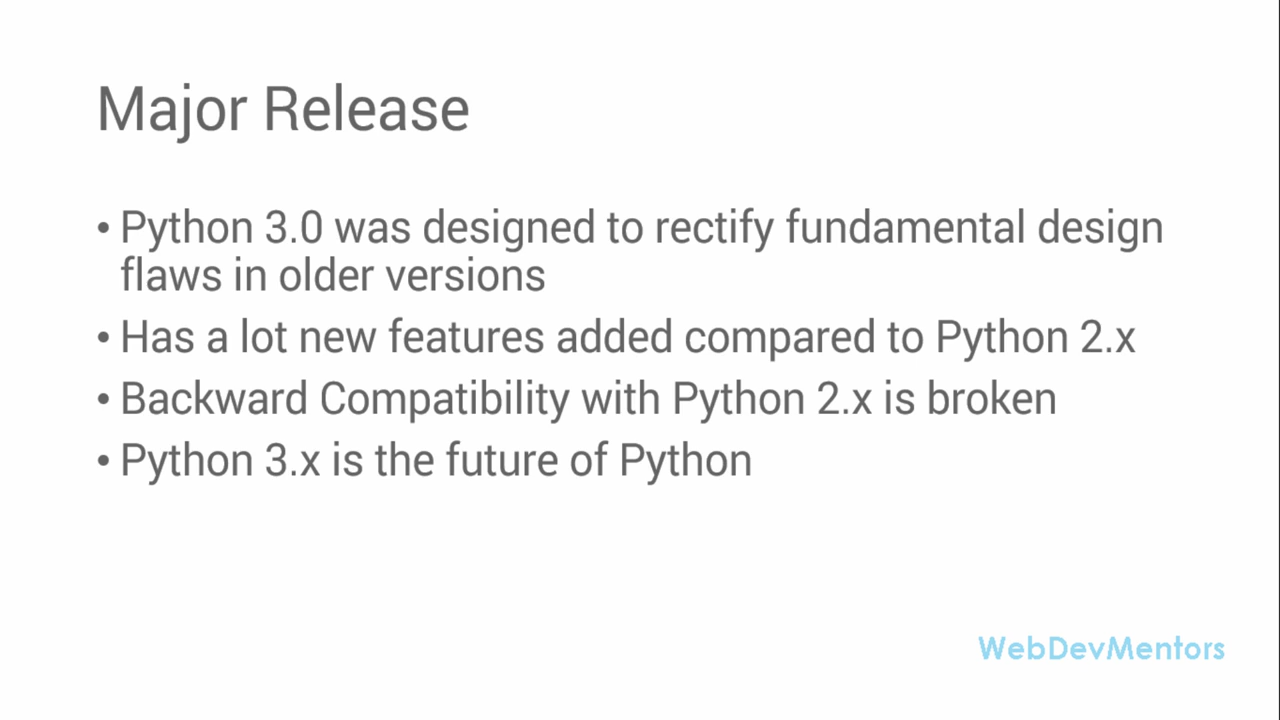 Major Release
• Python 3.0 was designed to rectify fundamental design
flaws in older versions
• Has a lot new features added compared to Python 2.x
• Backward Compatibility with Python 2.x is broken
• Python 3.x is the future of Python
WebDevMentors